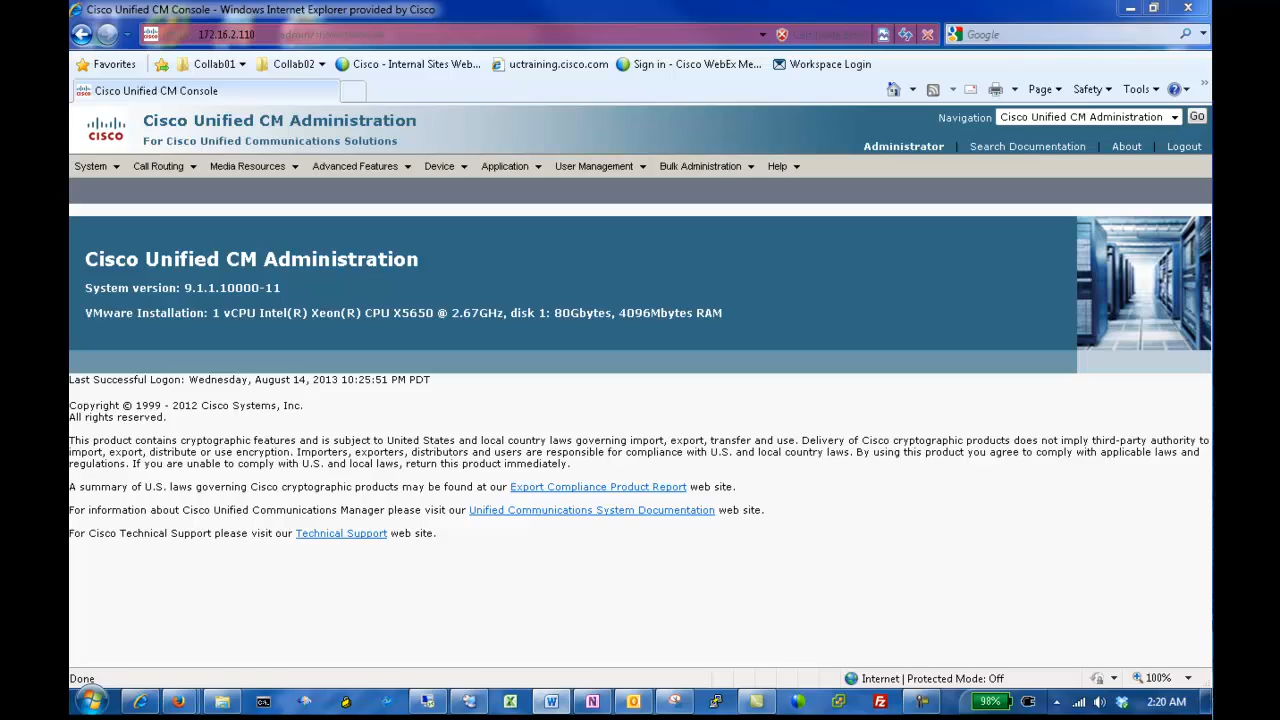 Cisco Unified CM Console - Windows Internet Explorer provided by Cisco
172.16.2.110
Google
Favorites Collab01 Collab02 Cisco - Internal Sites Web... uctraining.cisco.com Sign in - Cisco WebEx Me... Workspace Login
Cisco Unified CM Console Page Safety Tools
CISCO
Cisco Unified CM Administration
For Cisco Unified Communications Solutions
Navigation Cisco Unified CM Administration Go
Administrator | Search Documentation | About | Logout
System Call Routing Media Resources Advanced Features Device Application User Management Bulk Administration Help
Cisco Unified CM Administration
System version: 9.1.1.10000-11
VMware Installation: 1 vCPU Intel(R) Xeon(R) CPU X5650 @ 2.67GHz, disk 1: 80Gbytes, 4096Mbytes RAM
Last Successful Logon: Wednesday, August 14, 2013 10:25:51 PM PDT
Copyright © 1999 - 2012 Cisco Systems, Inc.
All rights reserved.
This product contains cryptographic features and is subject to United States and local country laws governing import, export, transfer and use. Delivery of Cisco cryptographic products does not imply third-party authority to
import, export, distribute or use encryption. Importers, exporters, distributors and users are responsible for compliance with U.S. and local country laws. By using this product you agree to comply with applicable laws and
regulations. If you are unable to comply with U.S. and local laws, return this product immediately.
A summary of U.S. laws governing Cisco cryptographic products may be found at our Export Compliance Product Report web site.
For information about Cisco Unified Communications Manager please visit our Unified Communications System Documentation web site.
For Cisco Technical Support please visit our Technical Support web site.
Done
Internet | Protected Mode: Off 100%
98% 2:20 AM